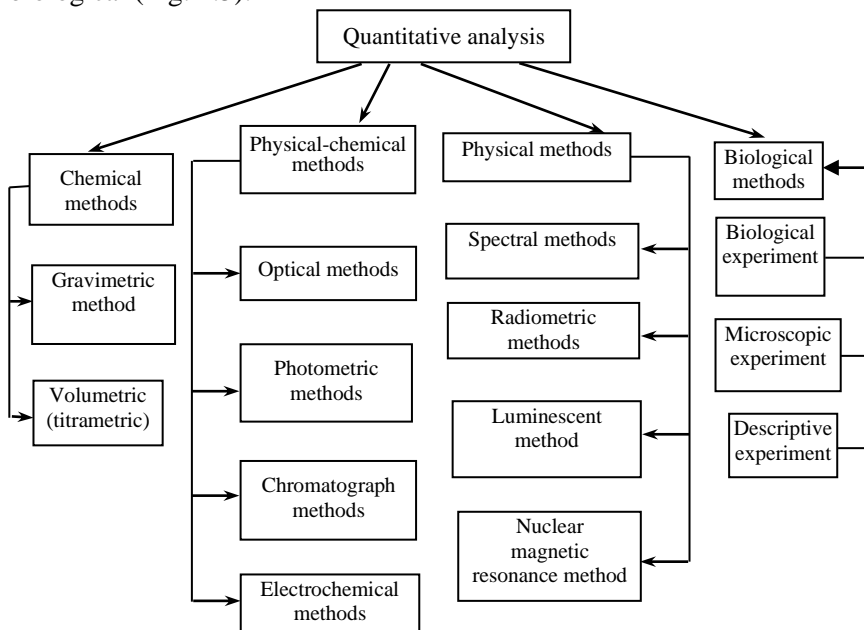 Quantitative analysis
Chemical
methods
Gravimetric
method
Volumetric
(titrametric)
Physical-chemical
methods
Optical methods
Photometric
methods
Chromatograph
methods
Electrochemical
methods
Physical methods
Spectral methods
Radiometric
methods
Luminescent
method
Nuclear
magnetic
resonance method
Biological
methods
Biological
experiment
Microscopic
experiment
Descriptive
experiment